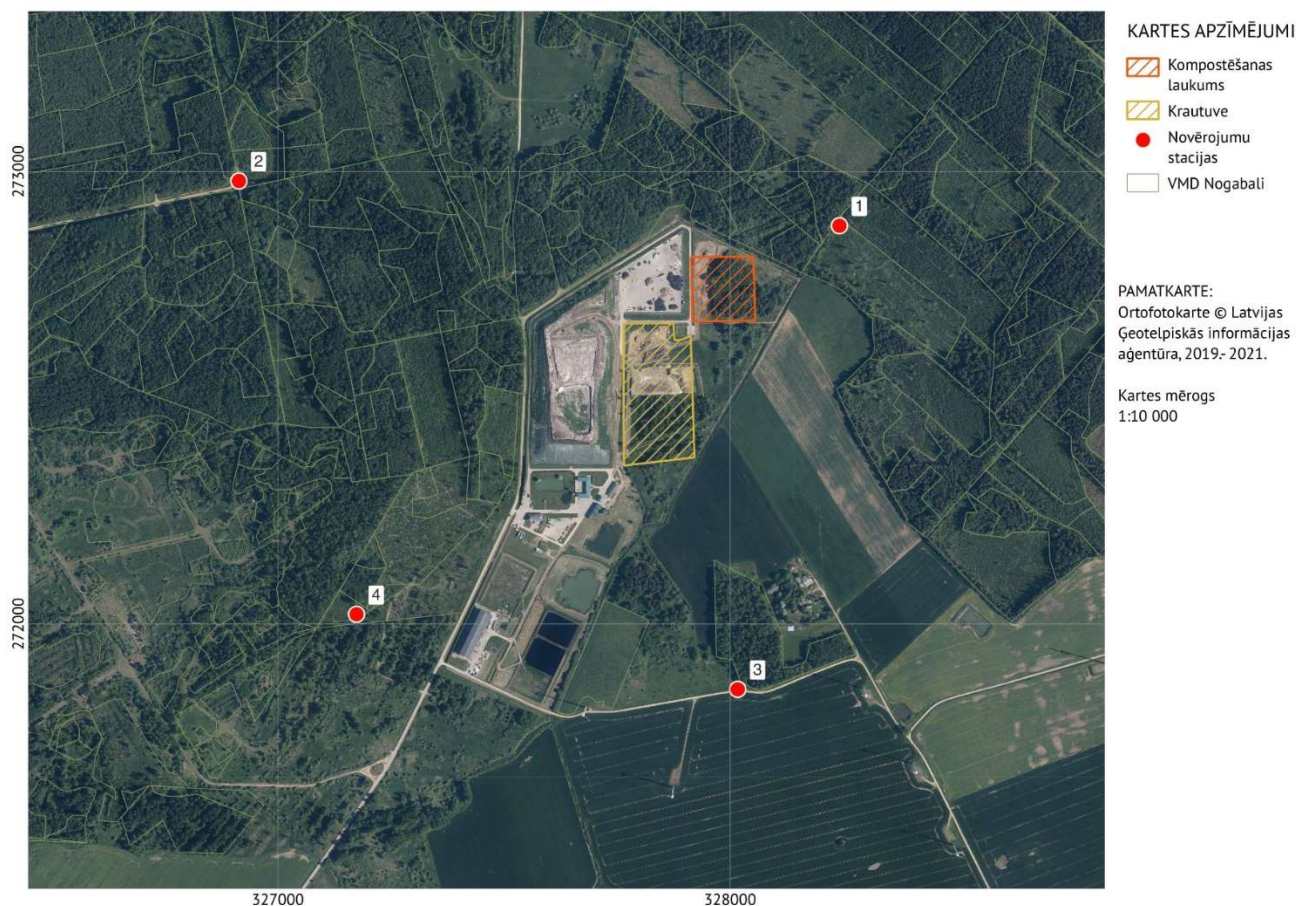 KARTES APZĪMĒJUMI
Kompostēšanas
laukums
Krautuve
Novērojumu
stacijas
VMD Nogabali
PAMATKARTE:
Ortofotokarte © Latvijas
Ģeotelpiskās informācijas
aģentūra, 2019.- 2021.
Kartes mērogs
1:10 000
273000
2
1
272000
4
3
327000
328000